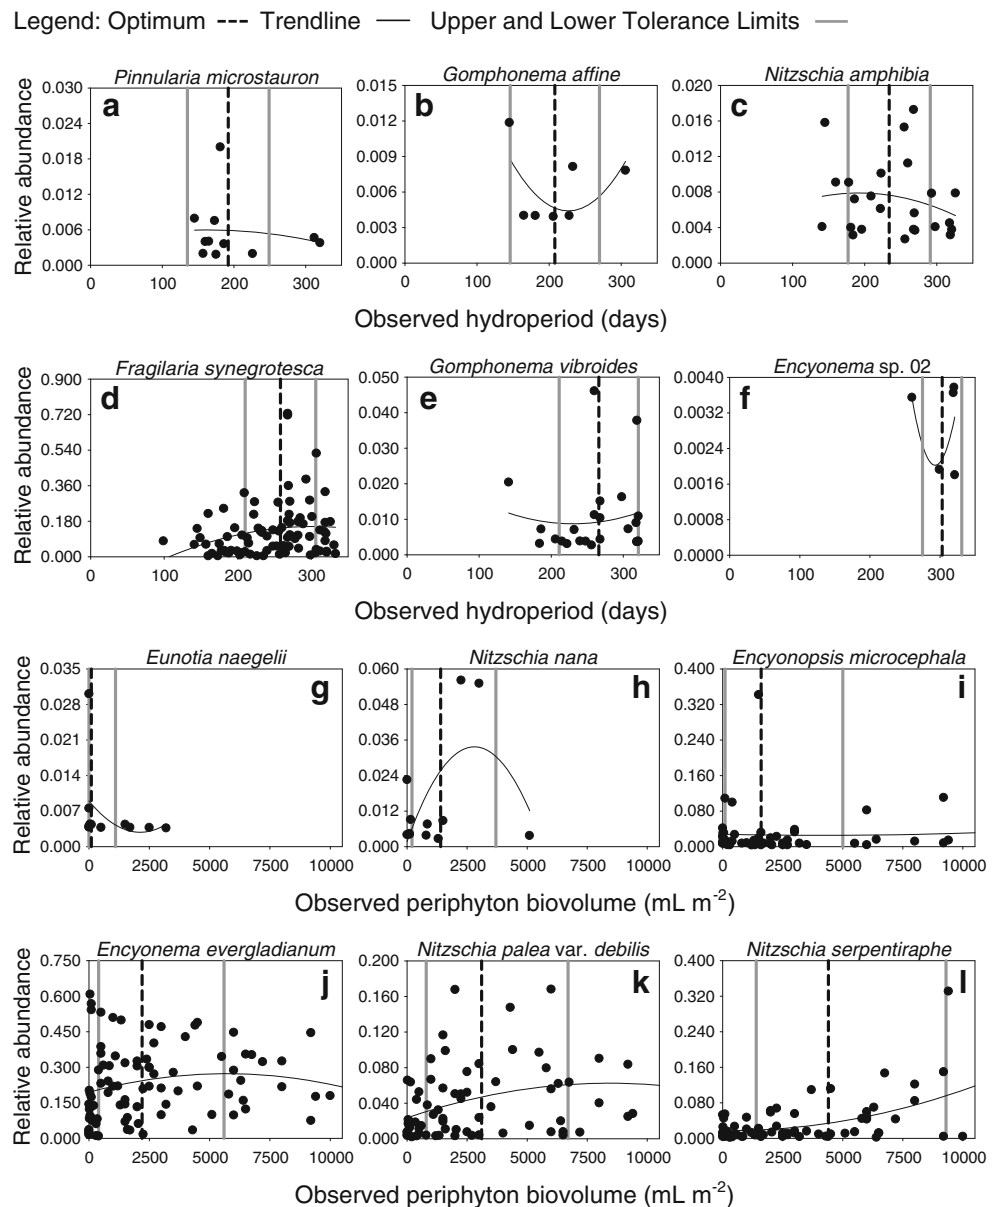 Legend: Optimum Trendline Upper and Lower Tolerance Limits
Pinnularia microstauron
Gomphonema affine
Nitzschia amphibia
a
b
c
Relative abundance
0.030
0.024
0.018
0.012
0.006
0.000
0.015
0.012
0.009
0.006
0.003
0.000
0.020
0.016
0.012
0.008
0.004
0.000
0 100 200 300
0 100 200 300
0 100 200 300
Observed hydroperiod (days)
Fragilaria synegrotesca
Gomphonema vibroides
Encyonema sp. 02
d
e
f
Relative abundance
0.900
0.720
0.540
0.360
0.180
0.000
0.050
0.040
0.030
0.020
0.010
0.000
0.0040
0.0032
0.0024
0.0016
0.0008
0.0000
0 100 200 300
0 100 200 300
0 100 200 300
Observed hydroperiod (days)
Eunotia naegelii
Nitzschia nana
Encyonopsis microcephala
g
h
i
Relative abundance
0.035
0.028
0.021
0.014
0.007
0.000
0.060
0.048
0.036
0.024
0.012
0.000
0.400
0.320
0.240
0.160
0.080
0.000
0 2500 5000 7500 10000
0 2500 5000 7500 10000
0 2500 5000 7500 10000
Observed periphyton biovolume (mL m-2)
Encyonema evergladianum
Nitzschia palea var. debilis
Nitzschia serpentiraphe
j
k
l
Relative abundance
0.750
0.600
0.450
0.300
0.150
0.000
0.200
0.160
0.120
0.080
0.040
0.000
0.400
0.320
0.240
0.160
0.080
0.000
0 2500 5000 7500 10000
0 2500 5000 7500 10000
0 2500 5000 7500 10000
Observed periphyton biovolume (mL m-2)